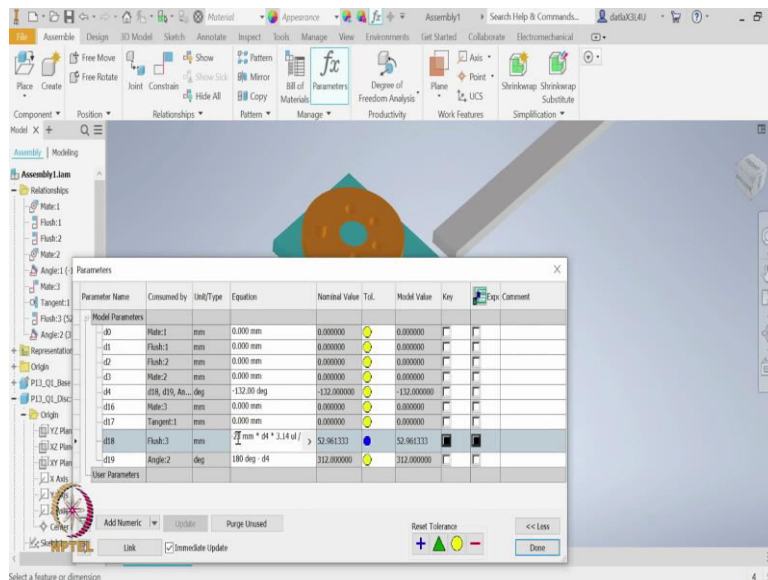 Material
Appearance
Assembly1
Search Help & Commands...
datlaX3L4U
File Assemble Design 3D Model Sketch Annotate Inspect Tools Manage View Environments Get Started Collaborate Electromechanical
Place Create
Free Move
Free Rotate
Joint Constrain
Show
Show Sick
Hide All
Pattern
Mirror
Copy
Bill of Materials
fx
Parameters
Degree of Freedom Analysis
Plane
Axis
Point
UCS
Shrinkwrap Shrinkwrap Substitute
Component Position Relationships Pattern Manage Productivity Work Features Simplification
Model X +
Assembly | Modeling
Assembly1.iam
Relationships
Mate:1
Flush:1
Flush:2
Mate:2
Angle:1 (-1
Mate:3
Tangent:1
Flush:3 (52
Angle:2 (3
Representation
Origin
P13_Q1_Base
P13_Q1_Disc:
Origin
YZ Plan
XZ Plan
XY Plan
X Axis
Center
NPTEL
Parameters
Parameter Name Consumed by Unit/Type Equation Nominal Value Tol. Model Value Key Expo Comment
Model Parameters
d0 Mate:1 mm 0.000 mm 0.000000 0.000000
d1 Flush:1 mm 0.000 mm 0.000000 0.000000
d2 Flush:2 mm 0.000 mm 0.000000 0.000000
d3 Mate:2 mm 0.000 mm 0.000000 0.000000
d4 d18, d19, An... deg -132.00 deg -132.000000 -132.000000
d16 Mate:3 mm 0.000 mm 0.000000 0.000000
d17 Tangent:1 mm 0.000 mm 0.000000 0.000000
d18 Flush:3 mm mm * d4 * 3.14 ul / > 52.961333 52.961333
d19 Angle:2 deg 180 deg - d4 312.000000 312.000000
User Parameters
Add Numeric Update Purge Unused Reset Tolerance << Less
Link Immediate Update Done
Select a feature or dimension
4